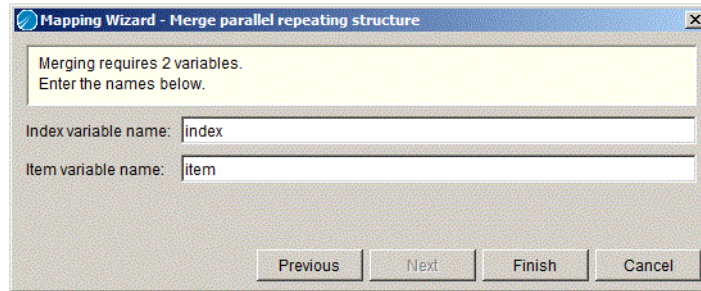 Mapping Wizard - Merge parallel repeating structure
Merging requires 2 variables.
Enter the names below.
Index variable name: index
Item variable name: item
Previous Next Finish Cancel